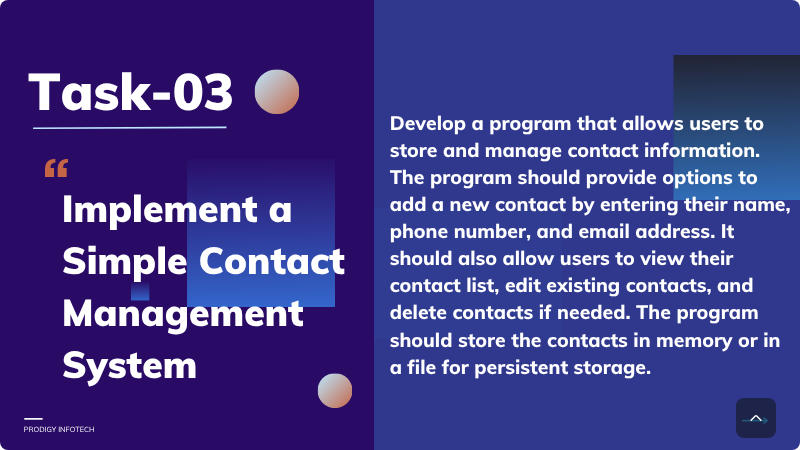 Task-03
“
Implement a
Simple Contact
Management
System
PRODIGY INFOTECH
Develop a program that allows users to
store and manage contact information.
The program should provide options to
add a new contact by entering their name,
phone number, and email address. It
should also allow users to view their
contact list, edit existing contacts, and
delete contacts if needed. The program
should store the contacts in memory or in
a file for persistent storage.